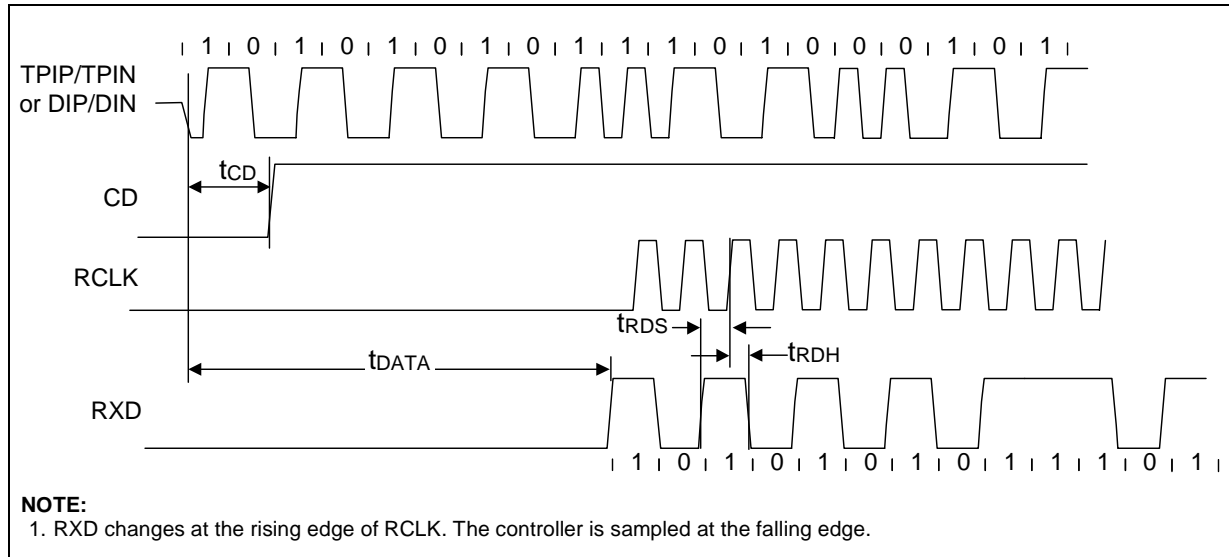 1 0 1 0 1 0 1 0 1 1 1 0 1 0 0 0 1 0 1
TPIP/TPIN
or DIP/DIN
tCD
CD
RCLK
tRDS
tRDH
tDATA
RXD
1 0 1 0 1 0 1 0 1 1 1 0 1
NOTE:
1. RXD changes at the rising edge of RCLK. The controller is sampled at the falling edge.